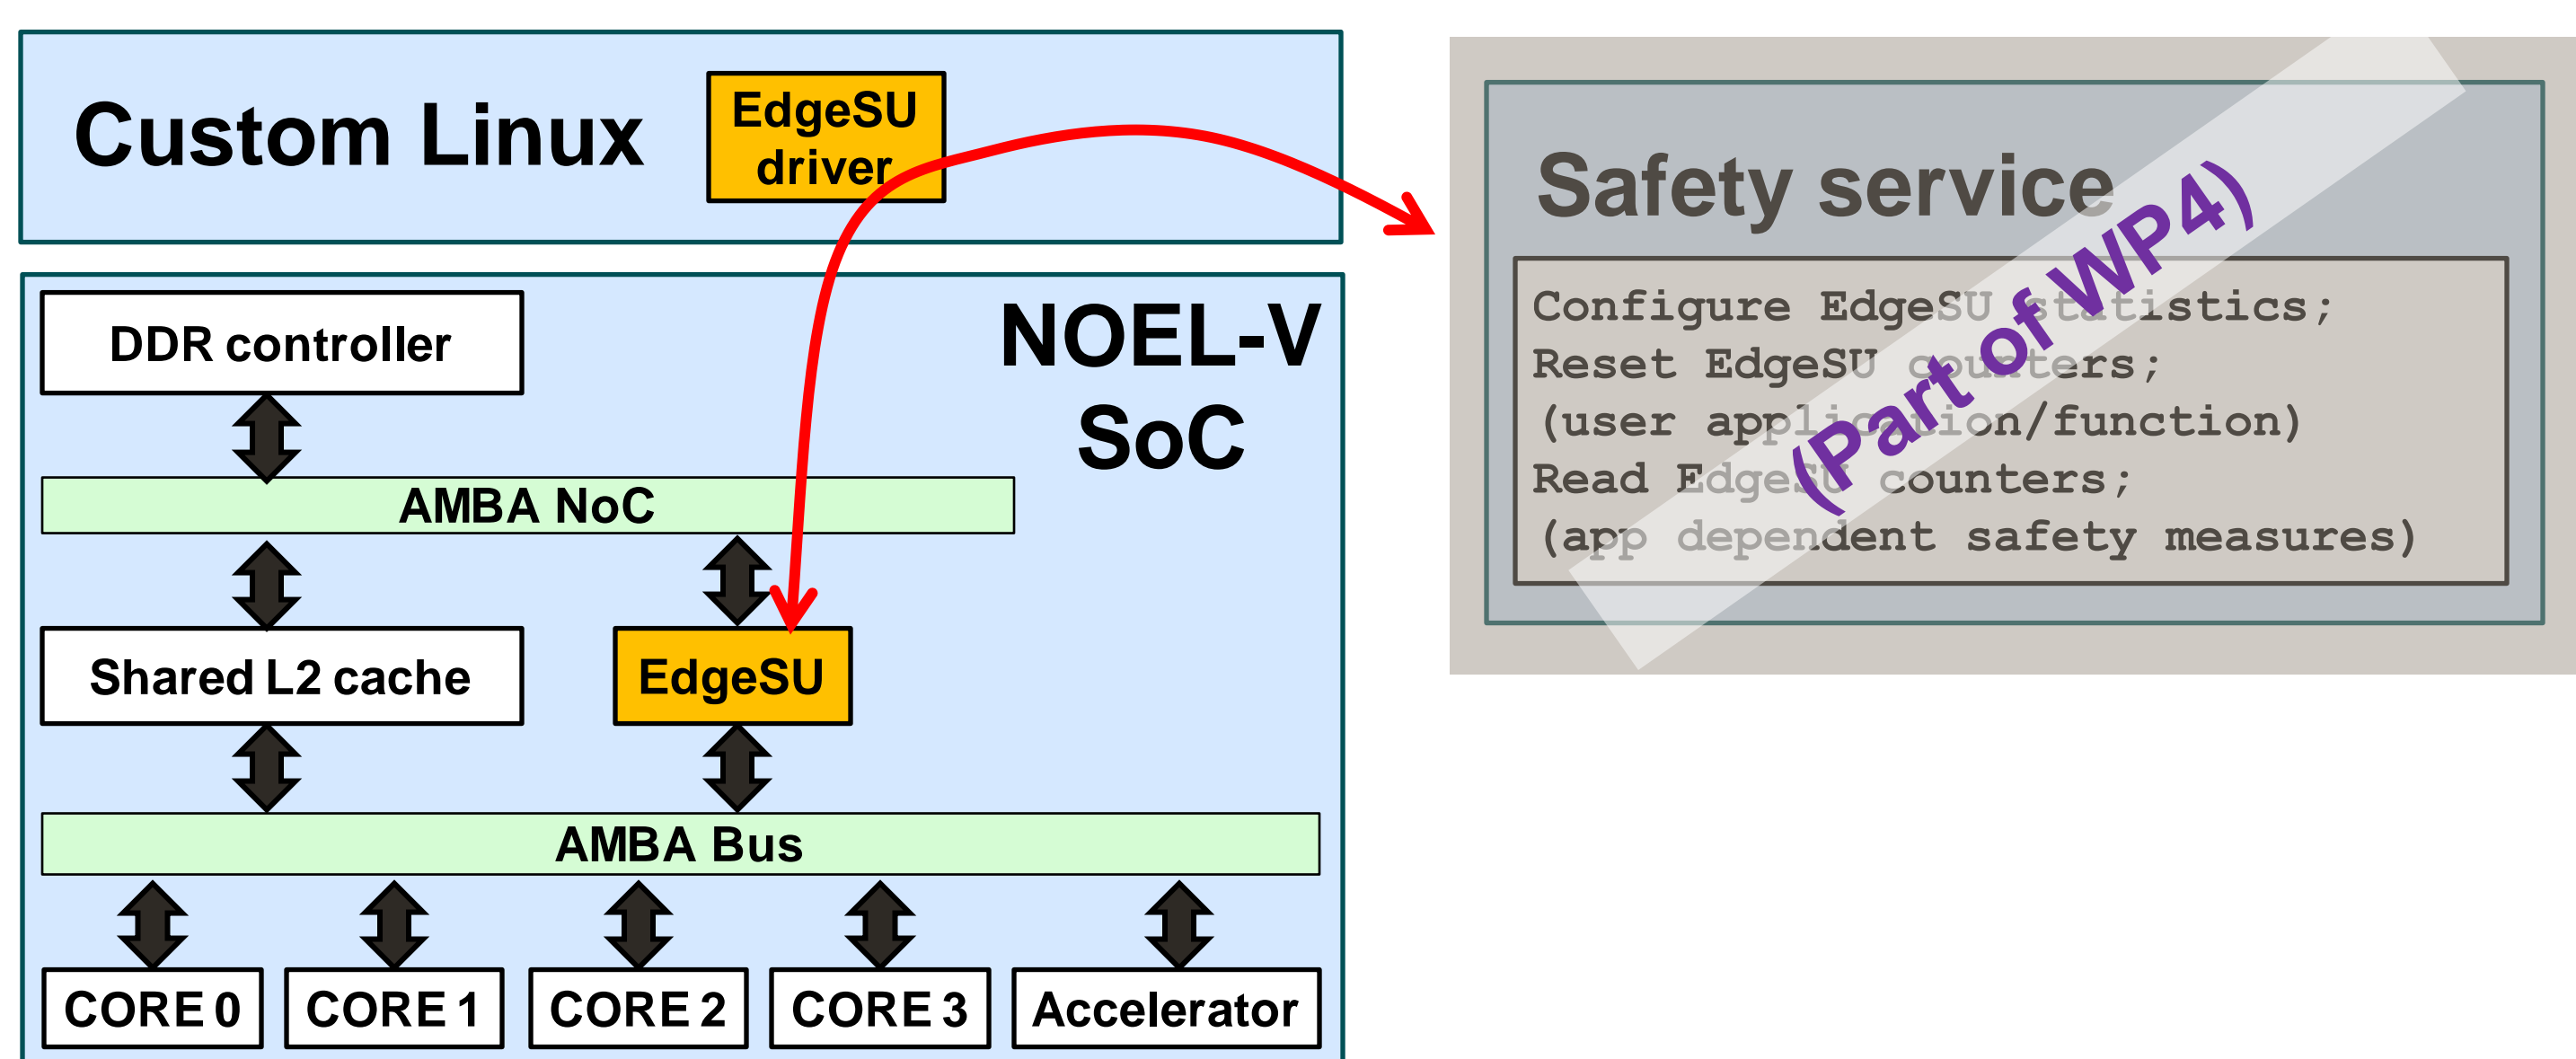 Custom Linux
EdgeSU
driver
NOEL-V
SoC
DDR controller
AMBA NoC
Shared L2 cache
EdgeSU
AMBA Bus
CORE 0
CORE 1
CORE 2
CORE 3
Accelerator
Safety service
Configure EdgeSU statistics;
Reset EdgeSU counters;
(user application/function)
Read EdgeSU counters;
(app dependent safety measures)
(Part of WP4)